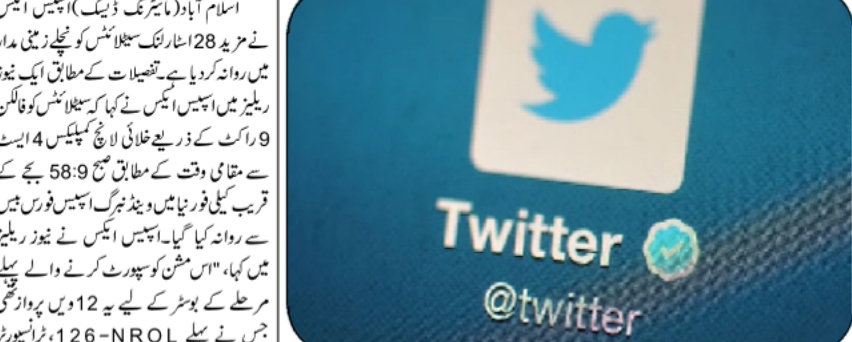 اسلام آباد (مانیٹرنگ ڈیسک) اسپیس ایکس
نے مزید 28 اسٹارلنک سیٹلائٹس کو نچلے زمینی مدار
میں روانہ کردیا ہے۔ تفصیلات کے مطابق ایک نیوز
ریلیز میں اسپیس ایکس نے کہا کہ سیٹلائٹس کو فالکن
9 راکٹ کے ذریعے خلائی لانچ کمپلیکس 4 ایسٹ
سے مقامی وقت کے مطابق صبح 58:9 بجے کے
قریب کیلی فورنیا میں وینڈنبرگ اسپیس فورس بیس
سے روانہ کیا گیا۔ اسپیس ایکس نے نیوز ریلیز
میں کہا، "اس مشن کو سپورٹ کرنے والے پہلے
مرحلے کے بوسٹر کے لیے یہ 12 ویں پرواز تھی
جس نے پہلے 126-NROL، ٹرانسپورٹر
Twitter
@twitter